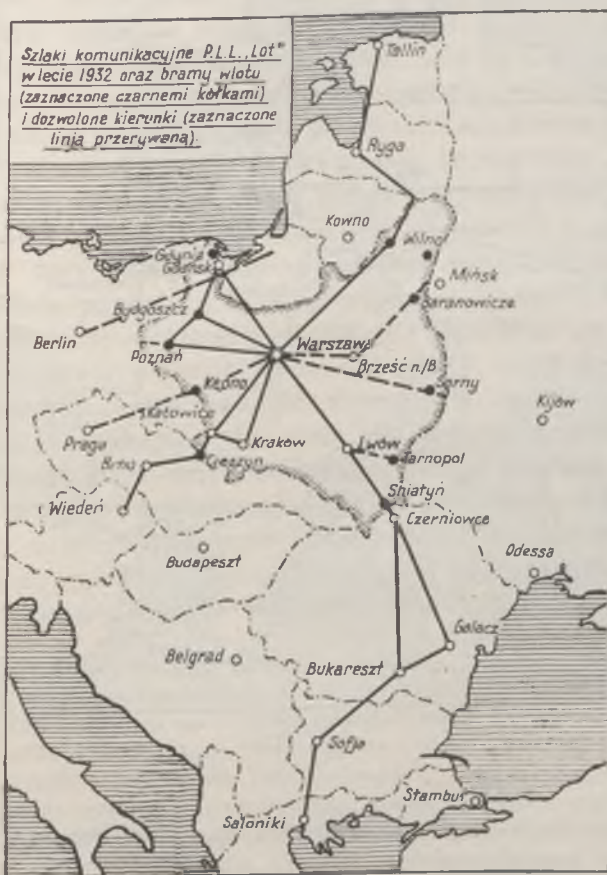 Szlaki komunikacyjne P.L.L. „Lot"
w lecie 1932 oraz bramy wlotu
(zaznaczone czarnemi kółkami)
i dozwolone kierunki (zaznaczone
linją przerywaną).
Tallin
Ryga
Kowno
Wilno
Gdynia
Gdańsk
Mińsk
Baranowicze
Bydgoszcz
Berlin
Poznań
Warszawa
Brześć n/B
Kępno
Sarny
Katowice
Kijów
Praga
Kraków
Lwów
Brno
Cieszyn
Tarnopol
Śniatyń
Wiedeń
Czerniowce
Budapeszt
Odessa
Galacz
Belgrad
Bukareszt
Sofja
Stambuł
Saloniki